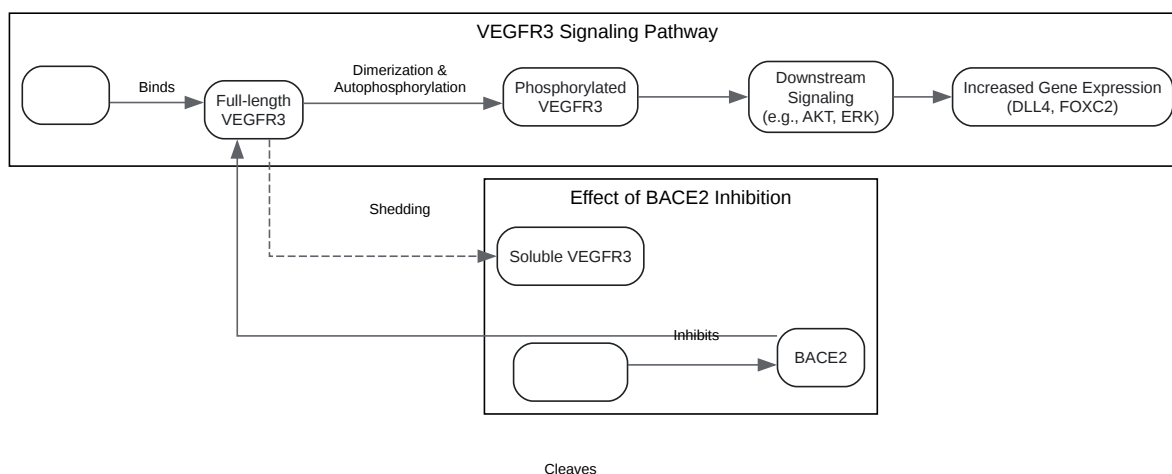 VEGFR3 Signaling Pathway
Binds
Full-length
VEGFR3
Dimerization &
Autophosphorylation
Phosphorylated
VEGFR3
Downstream
Signaling
(e.g., AKT, ERK)
Increased Gene Expression
(DLL4, FOXC2)
Shedding
Effect of BACE2 Inhibition
Soluble VEGFR3
Inhibits
BACE2
Cleaves